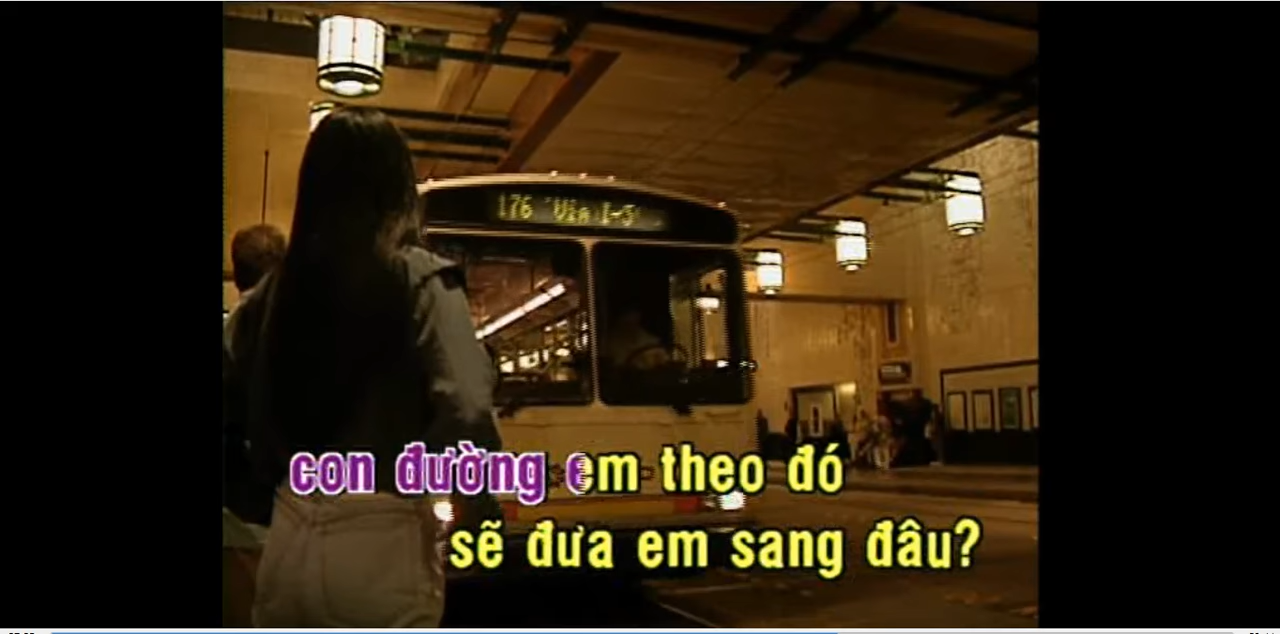 176 Via I-5
con đường em theo đó
sẽ đưa em sang đâu?